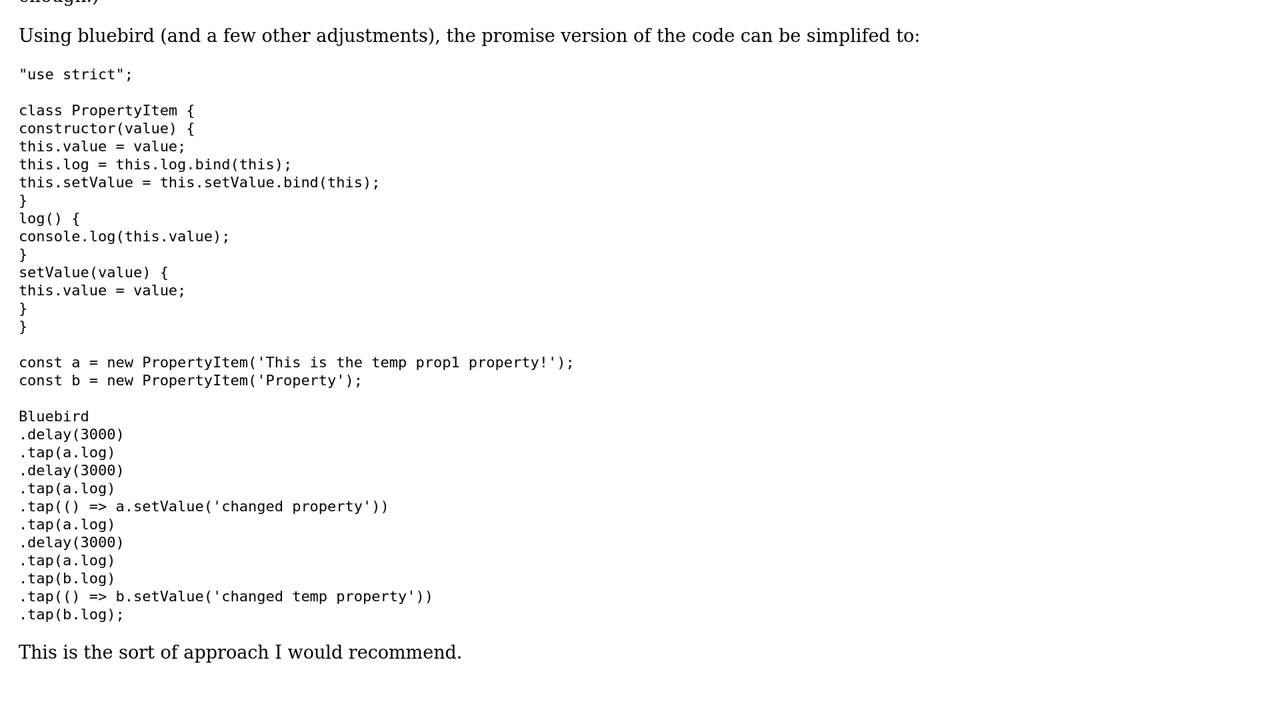 Using bluebird (and a few other adjustments), the promise version of the code can be simplifed to:
"use strict";
class PropertyItem {
constructor(value) {
this.value = value;
this.log = this.log.bind(this);
this.setValue = this.setValue.bind(this);
}
log() {
console.log(this.value);
}
setValue(value) {
this.value = value;
}
}
const a = new PropertyItem('This is the temp prop1 property!');
const b = new PropertyItem('Property');
Bluebird
.delay(3000)
.tap(a.log)
.delay(3000)
.tap(a.log)
.tap(() => a.setValue('changed property'))
.tap(a.log)
.delay(3000)
.tap(a.log)
.tap(b.log)
.tap(() => b.setValue('changed temp property'))
.tap(b.log);
This is the sort of approach I would recommend.